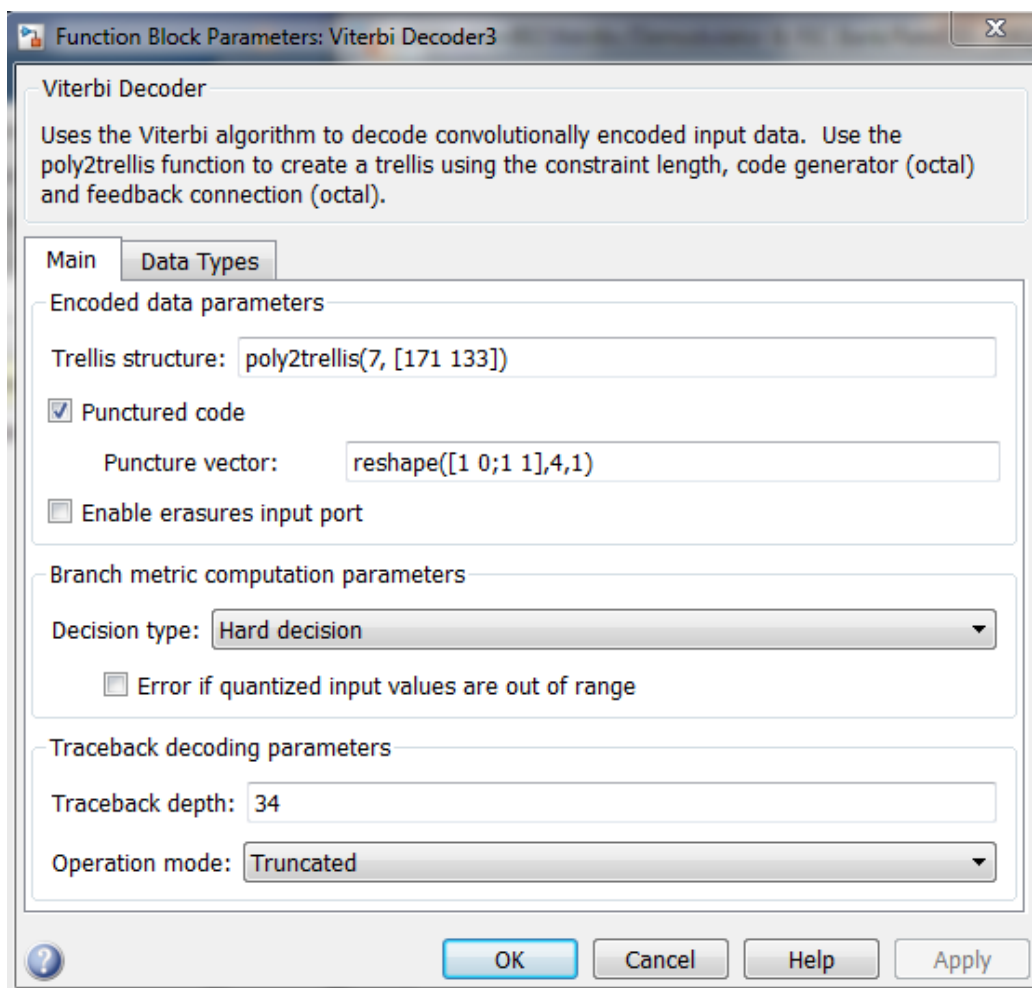 Function Block Parameters: Viterbi Decoder3
Viterbi Decoder
Uses the Viterbi algorithm to decode convolutionally encoded input data. Use the
poly2trellis function to create a trellis using the constraint length, code generator (octal)
and feedback connection (octal).
Main Data Types
Encoded data parameters
Trellis structure: poly2trellis(7, [171 133])
Punctured code
Puncture vector: reshape([1 0;1 1],4,1)
Enable erasures input port
Branch metric computation parameters
Decision type: Hard decision
Error if quantized input values are out of range
Traceback decoding parameters
Traceback depth: 34
Operation mode: Truncated
OK Cancel Help Apply